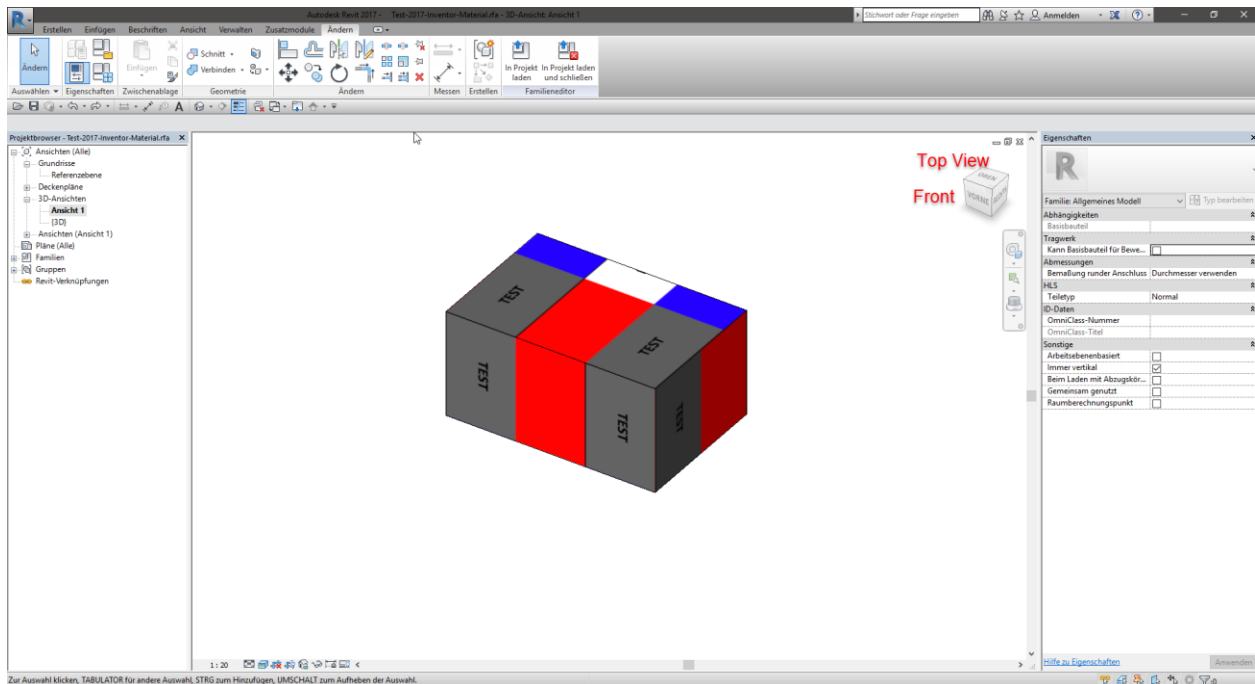 Autodesk Revit 2017 - Test-2017-Inventor-Material.rfa - 3D-Ansicht: Ansicht 1
Stichwort oder Frage eingeben
Anmelden
Erstellen Einfügen Beschriften Ansicht Verwalten Zusatzmodule Ändern
Ändern
Einfügen
Schnitt
Verbinden
In Projekt laden
In Projekt laden und schließen
Auswählen Eigenschaften Zwischenablage Geometrie Ändern Messen Erstellen Familieneditor
Projektbrowser - Test-2017-Inventor-Material.rfa
Ansichten (Alle)
Grundrisse
Referenzebene
Deckenpläne
3D-Ansichten
Ansicht 1
{3D}
Ansichten (Ansicht 1)
Pläne (Alle)
Familien
Gruppen
Revit-Verknüpfungen
Top View
Front
OBEN
VORNE
TEST
TEST
TEST
TEST
TEST
Eigenschaften
R
Familie: Allgemeines Modell
Typ bearbeiten
Abhängigkeiten
Basisbauteil
Tragwerk
Kann Basisbauteil für Bewe...
Abmessungen
Bemaßung runder Anschluss Durchmesser verwenden
HLS
Teiletyp Normal
ID-Daten
OmniClass-Nummer
OmniClass-Titel
Sonstige
Arbeitsebenenbasiert
Immer vertikal
Beim Laden mit Abzugskör...
Gemeinsam genutzt
Raumberechnungspunkt
Hilfe zu Eigenschaften
Anwenden
1 : 20
Zur Auswahl klicken, TABULATOR für andere Auswahl, STRG zum Hinzufügen, UMSCHALT zum Aufheben der Auswahl.
:0